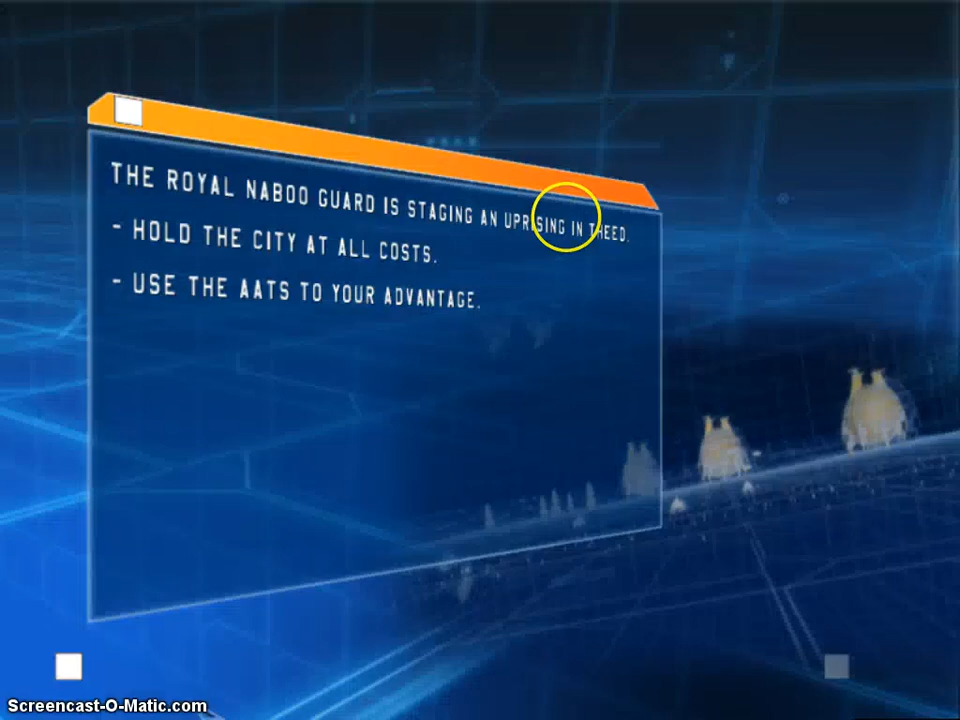 THE ROYAL NABOO GUARD IS STAGING AN UPRISING IN THEED.
- HOLD THE CITY AT ALL COSTS.
- USE THE AATS TO YOUR ADVANTAGE.
Screencast-O-Matic.com